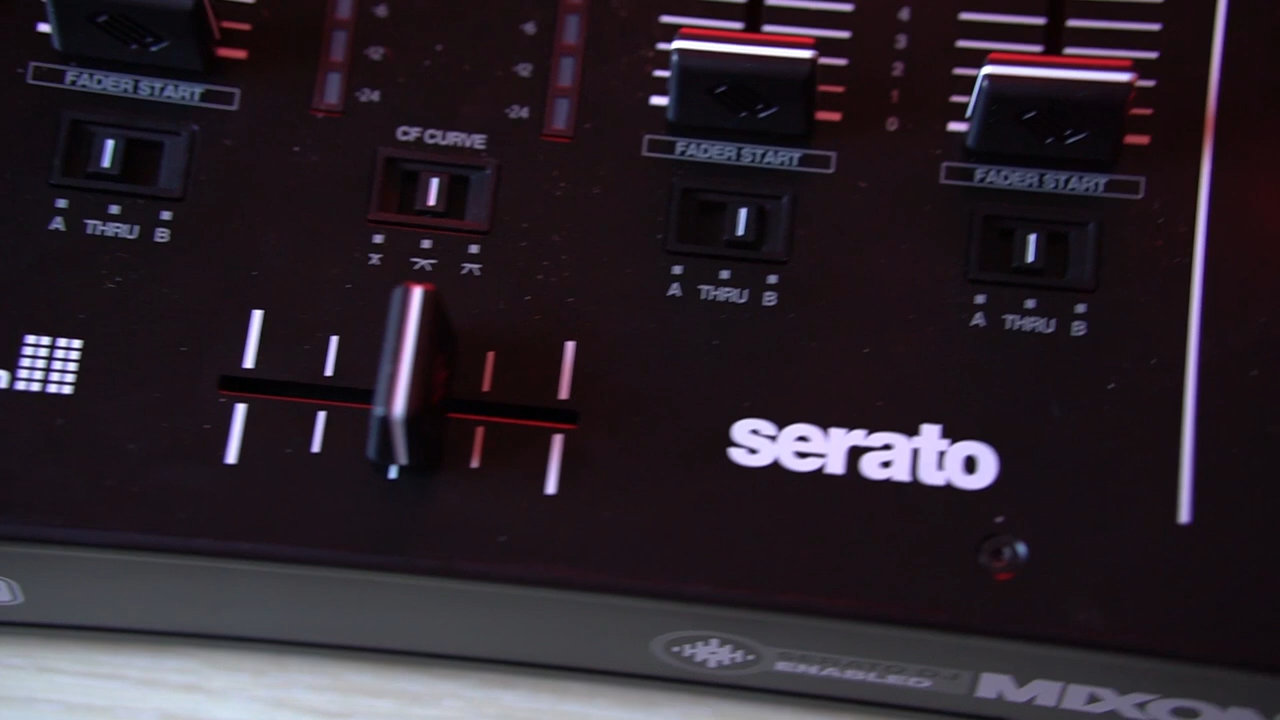 -6
-12
-24
-6
-12
-24
4
3
2
1
0
FADER START
CF CURVE
FADER START
FADER START
A THRU B
A THRU B
A THRU B
serato
ENABLED